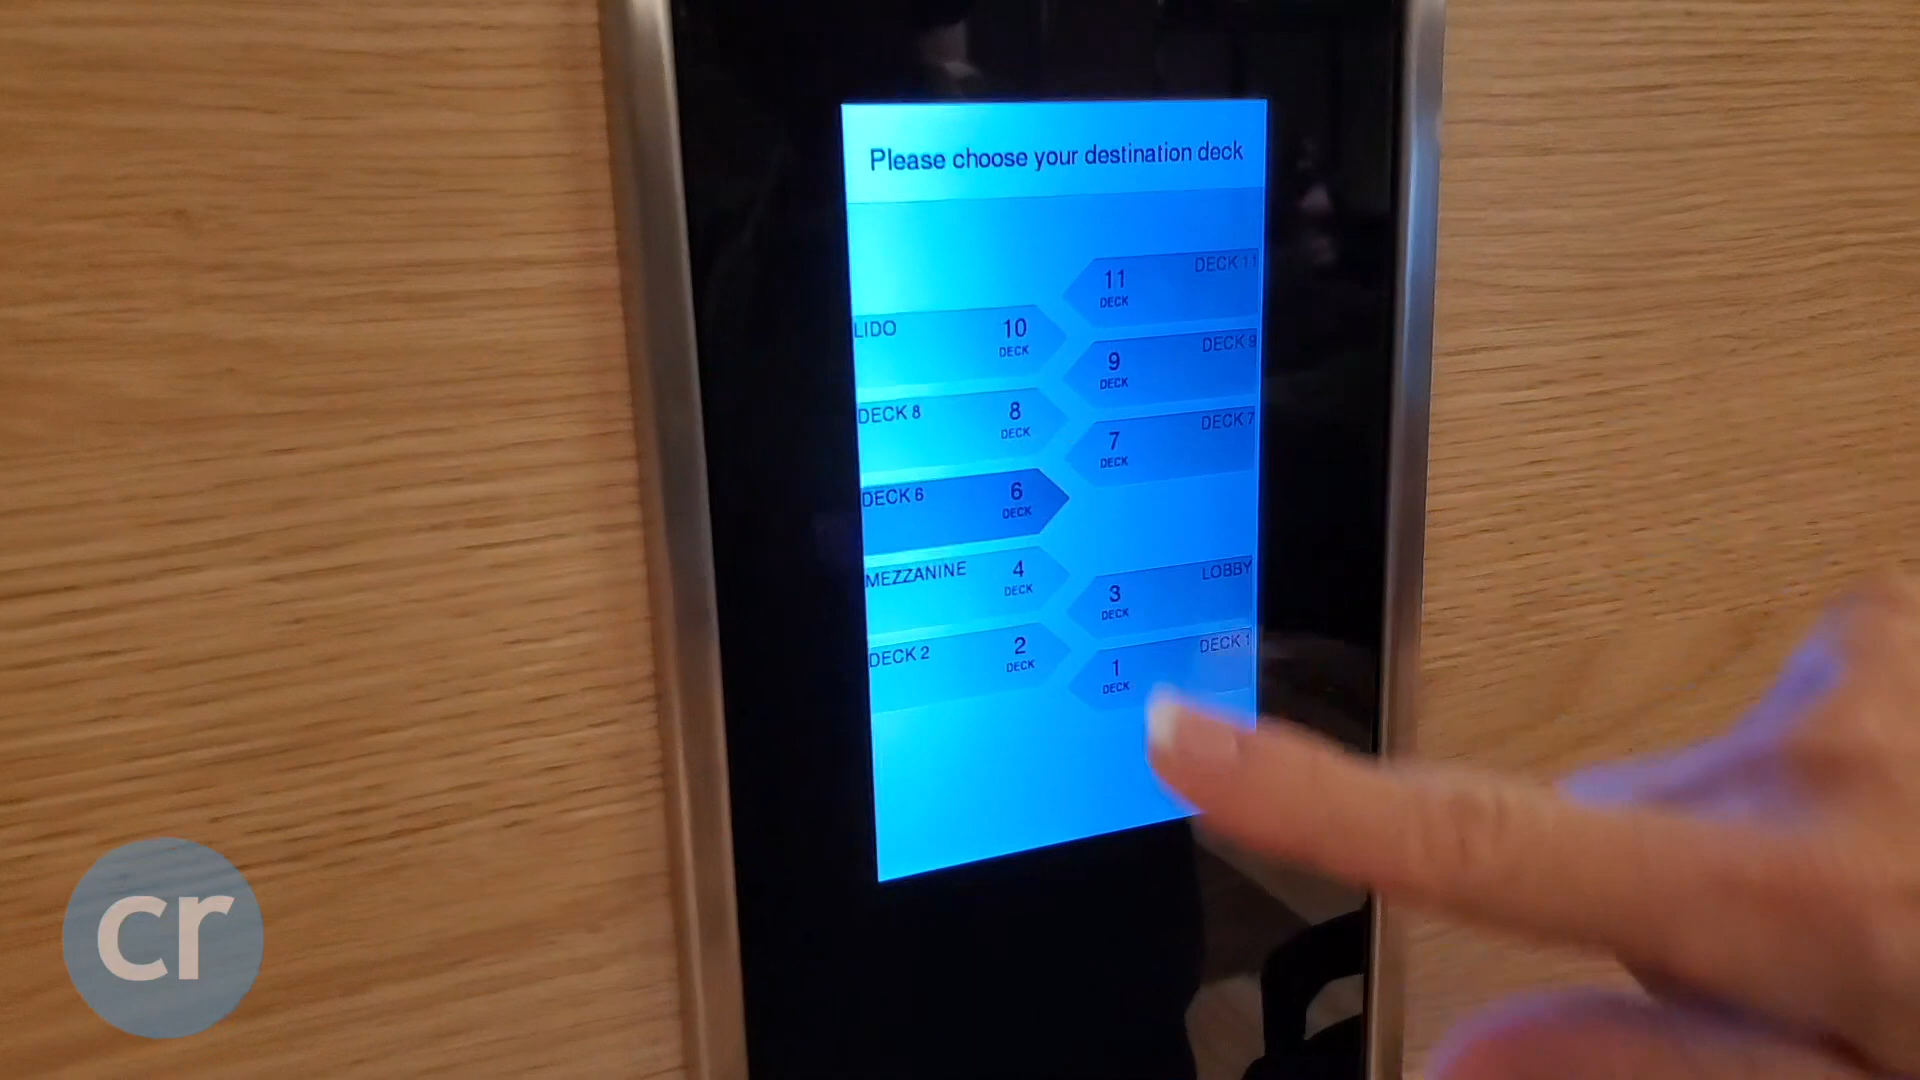 Please choose your destination deck
11 DECK 11
DECK
LIDO 10
DECK
9 DECK 9
DECK
DECK 8 8
DECK
7 DECK 7
DECK
DECK 6 6
DECK
MEZZANINE 4
DECK
3 LOBBY
DECK
DECK 2 2
DECK
1 DECK 1
DECK
cr